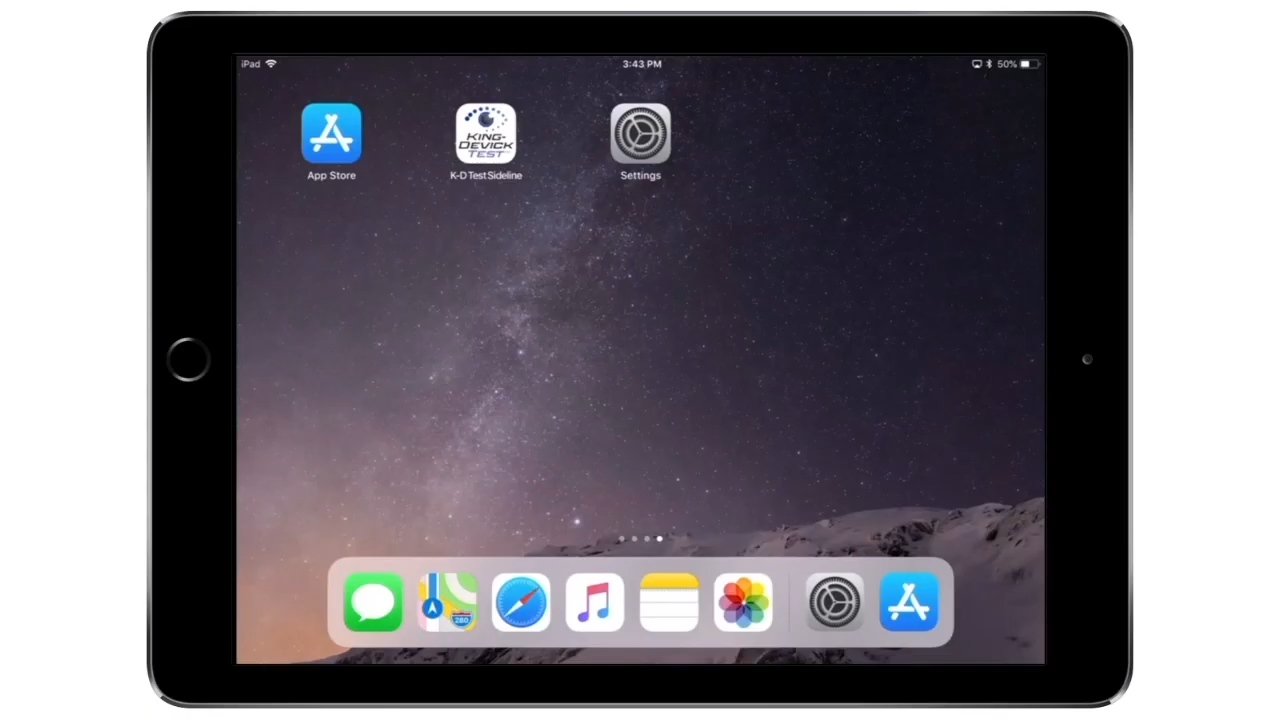 iPad
3:43 PM
50%
KING-
DEVICK
TEST
App Store
K-D Test Sideline
Settings
280